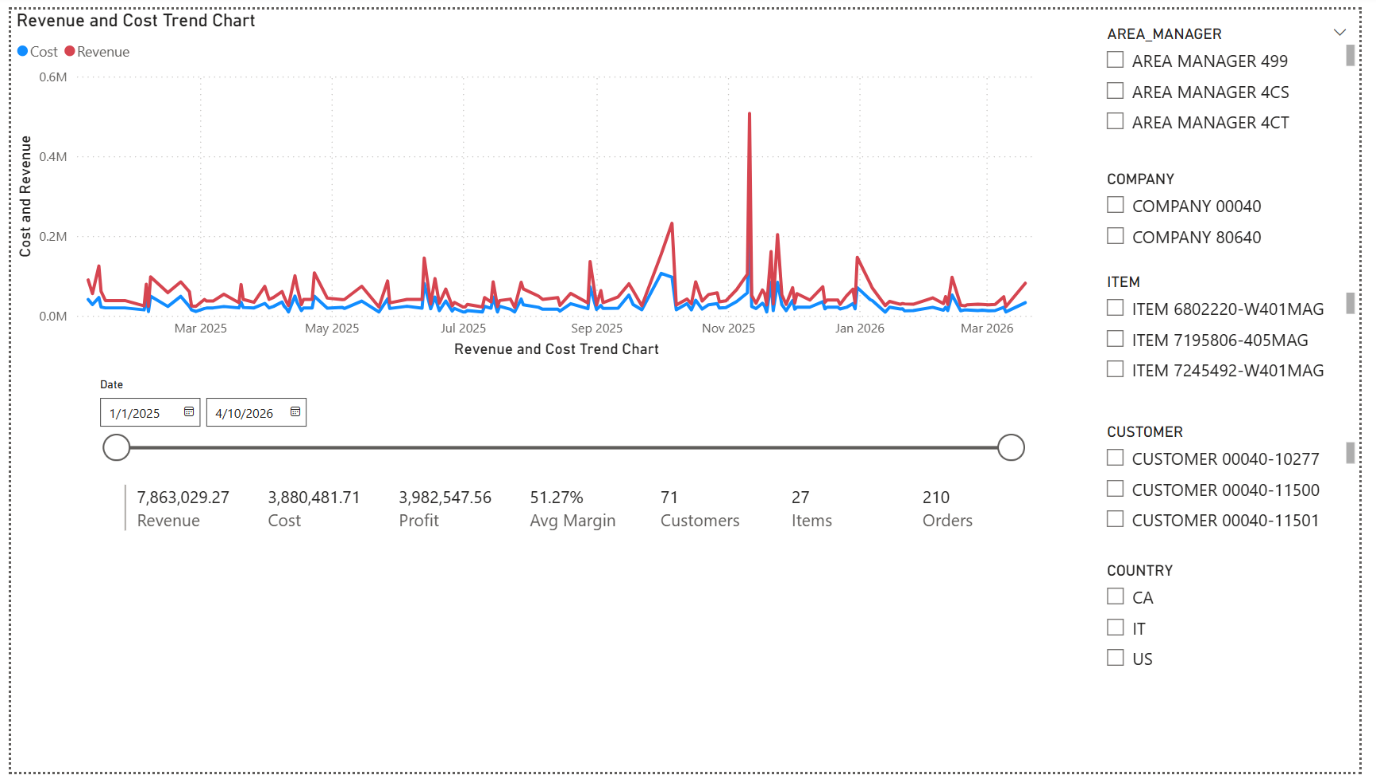 Revenue and Cost Trend Chart
Cost Revenue
0.6M
0.4M
0.2M
0.0M
Cost and Revenue
Mar 2025 May 2025 Jul 2025 Sep 2025 Nov 2025 Jan 2026 Mar 2026
Revenue and Cost Trend Chart
Date
1/1/2025 4/10/2026
7,863,029.27 3,880,481.71 3,982,547.56 51.27% 71 27 210
Revenue Cost Profit Avg Margin Customers Items Orders
AREA_MANAGER
AREA MANAGER 499
AREA MANAGER 4CS
AREA MANAGER 4CT
COMPANY
COMPANY 00040
COMPANY 80640
ITEM
ITEM 6802220-W401MAG
ITEM 7195806-405MAG
ITEM 7245492-W401MAG
CUSTOMER
CUSTOMER 00040-10277
CUSTOMER 00040-11500
CUSTOMER 00040-11501
COUNTRY
CA
IT
US